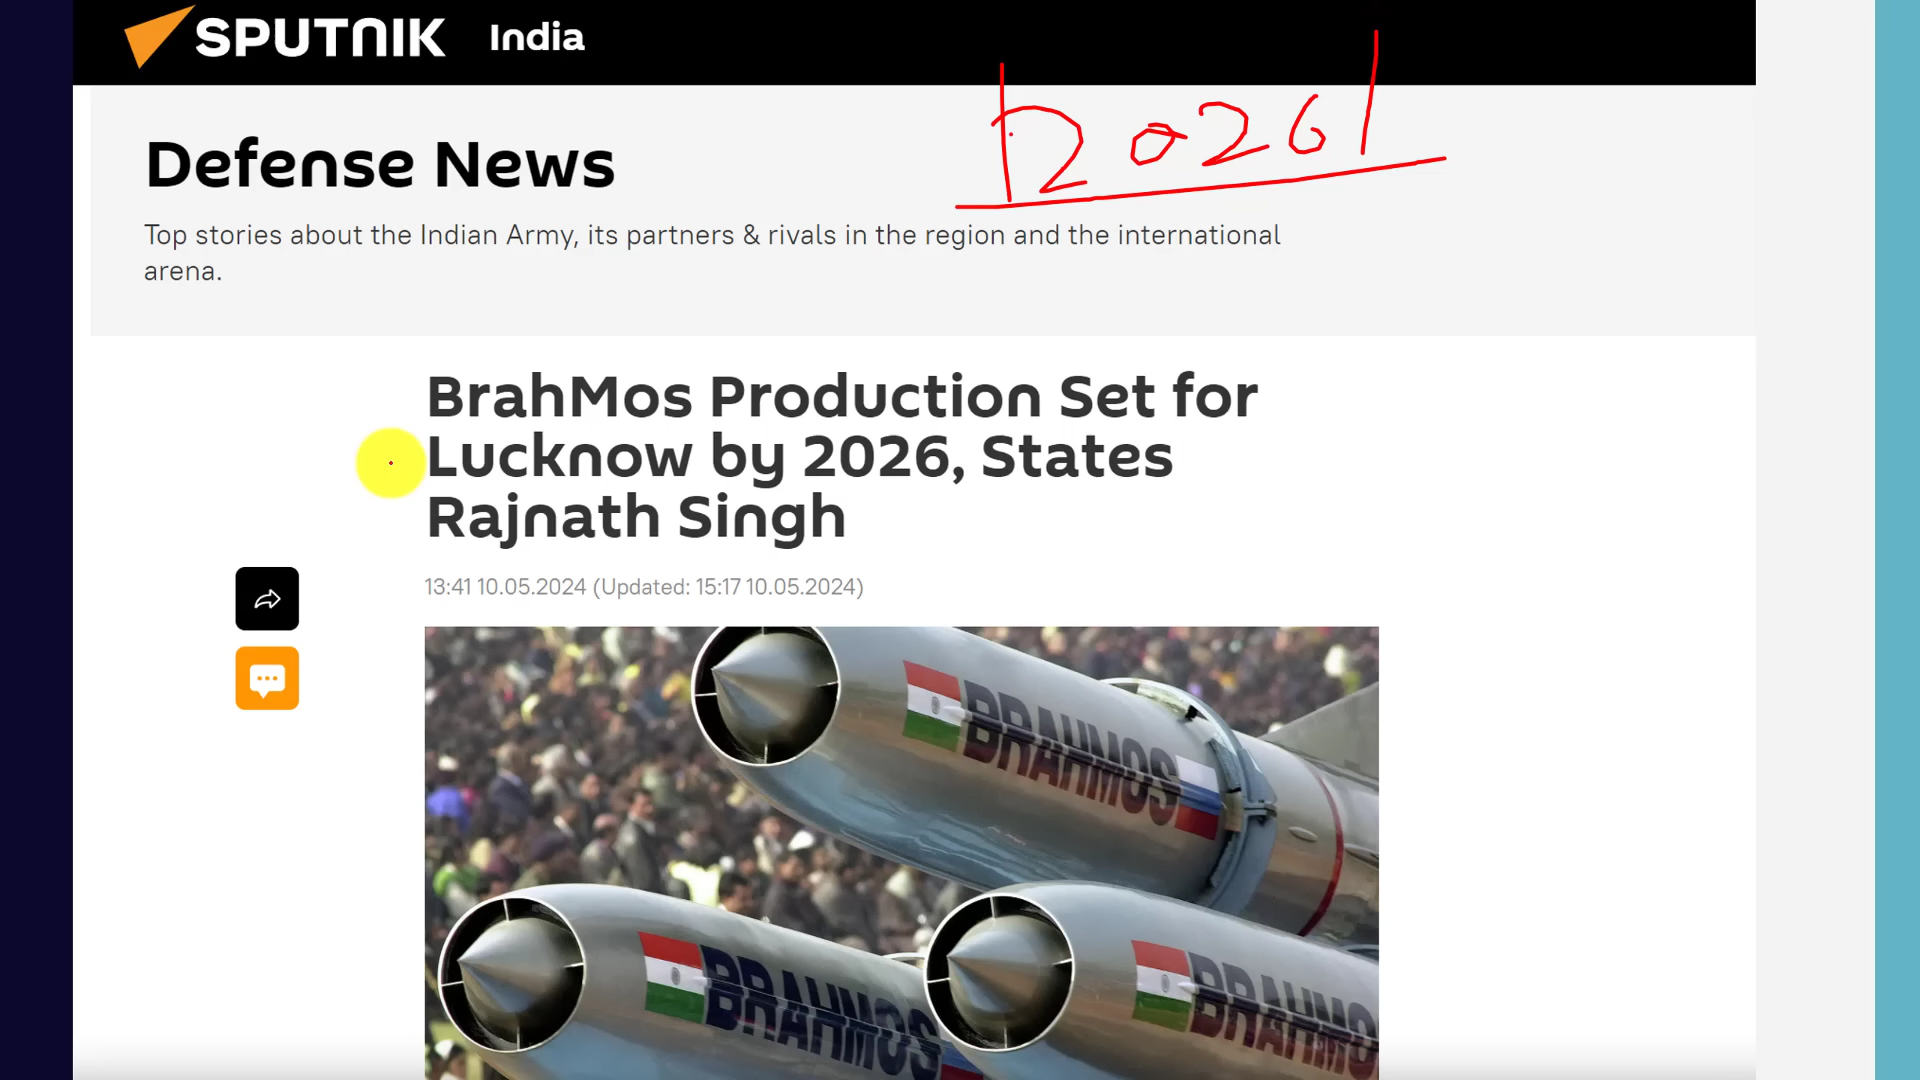 SPUTNIK India
2026
Defense News
Top stories about the Indian Army, its partners & rivals in the region and the international
arena.
BrahMos Production Set for
Lucknow by 2026, States
Rajnath Singh
13:41 10.05.2024 (Updated: 15:17 10.05.2024)
BRAHMOS
BRAHMOS
BRAHMOS